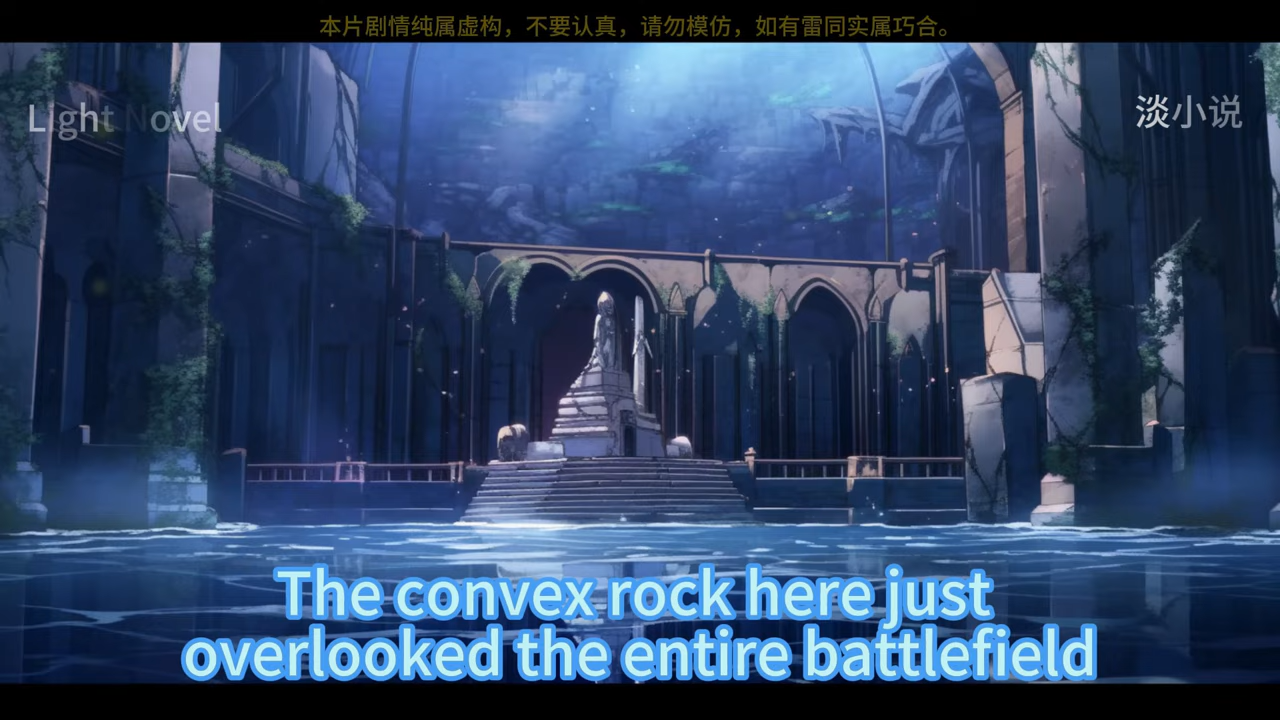 本片剧情纯属虚构，不要认真，请勿模仿，如有雷同实属巧合。
Light Novel
淡小说
The convex rock here just
overlooked the entire battlefield